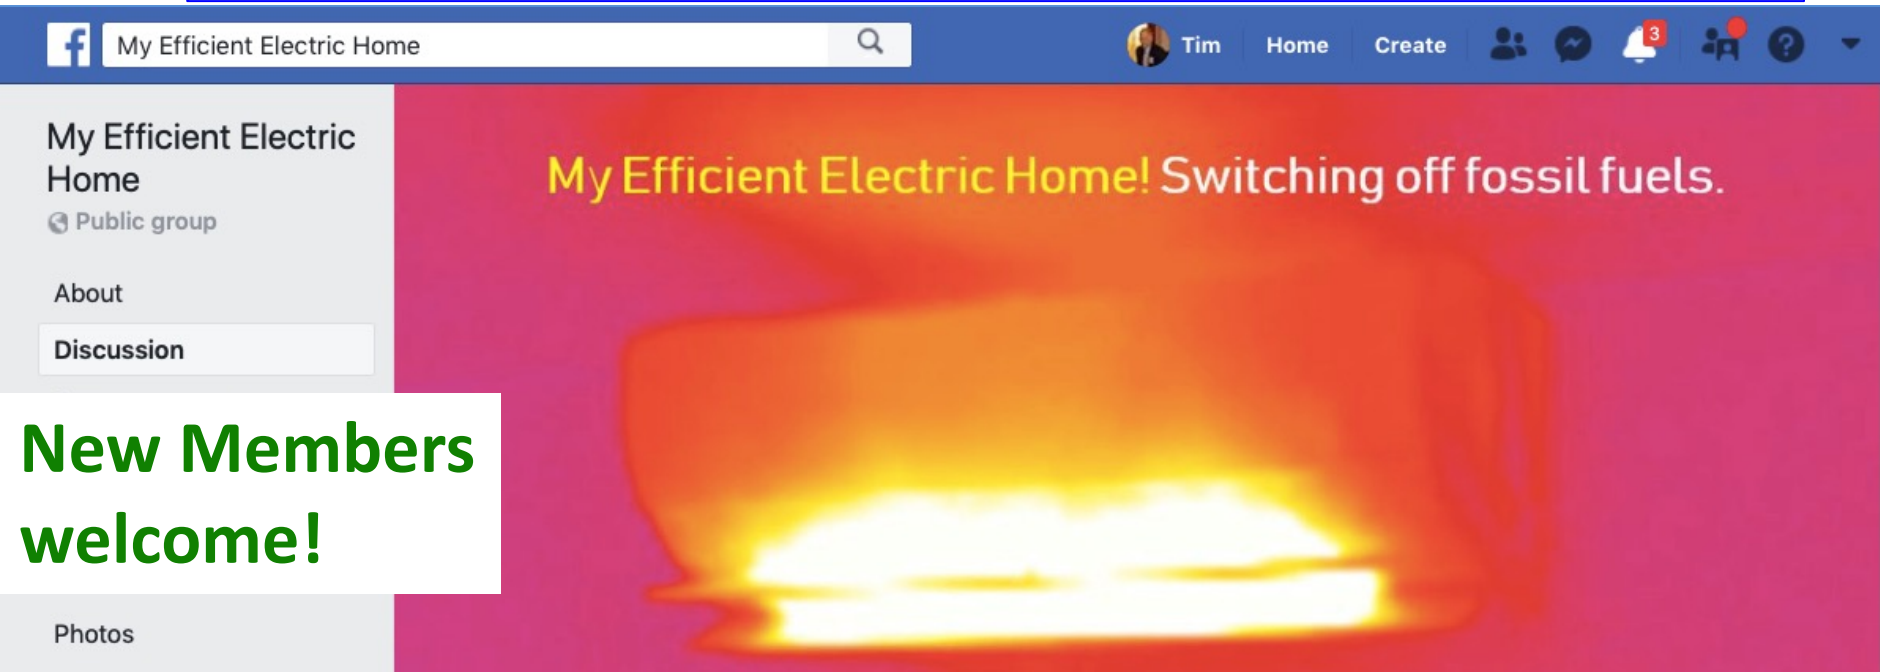 My Efficient Electric Home
Tim
Home
Create
3
My Efficient Electric
Home
Public group
About
Discussion
New Members
welcome!
Photos
My Efficient Electric Home! Switching off fossil fuels.